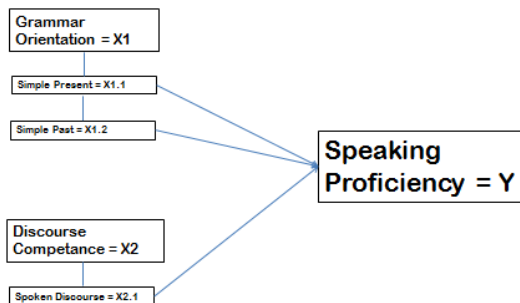 Grammar
Orientation = X1
Simple Present = X1.1
Simple Past = X1.2
Speaking
Proficiency = Y
Discourse
Competance = X2
Spoken Discourse = X2.1